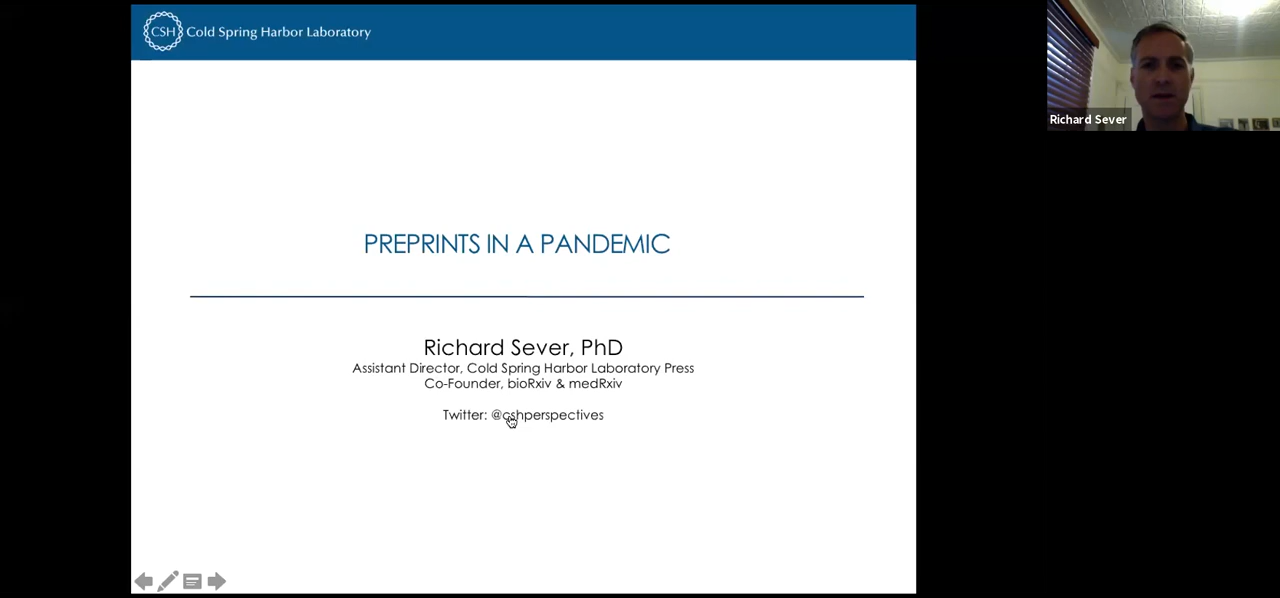 CSH Cold Spring Harbor Laboratory
Richard Sever
PREPRINTS IN A PANDEMIC
Richard Sever, PhD
Assistant Director, Cold Spring Harbor Laboratory Press
Co-Founder, bioRxiv & medRxiv
Twitter: @cshperspectives